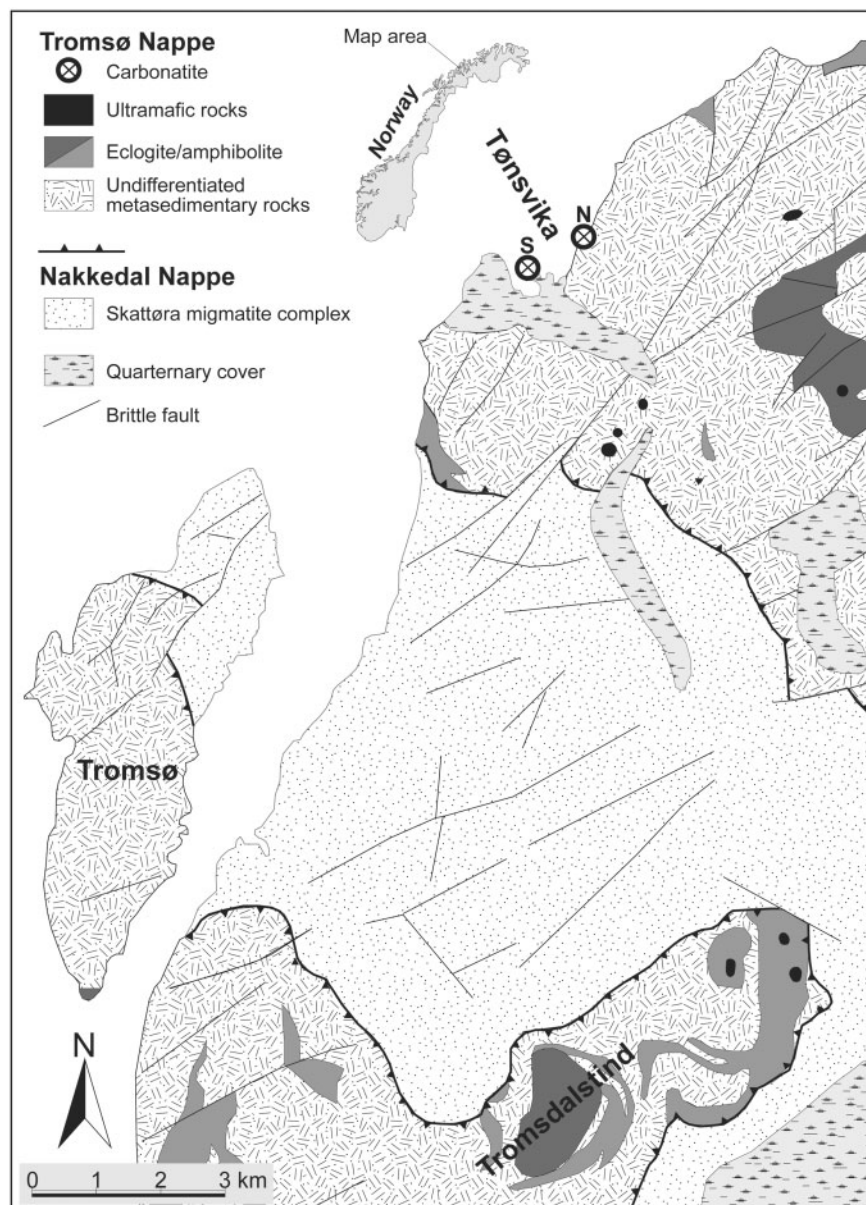 Tromsø Nappe
Carbonatite
Ultramafic rocks
Eclogite/amphibolite
Undifferentiated
metasedimentary rocks
Nakkedal Nappe
Skattøra migmatite complex
Quarternary cover
Brittle fault
Map area
Norway
Tønsvika
N
S
Tromsø
Tromsdalstind
N
0 1 2 3 km